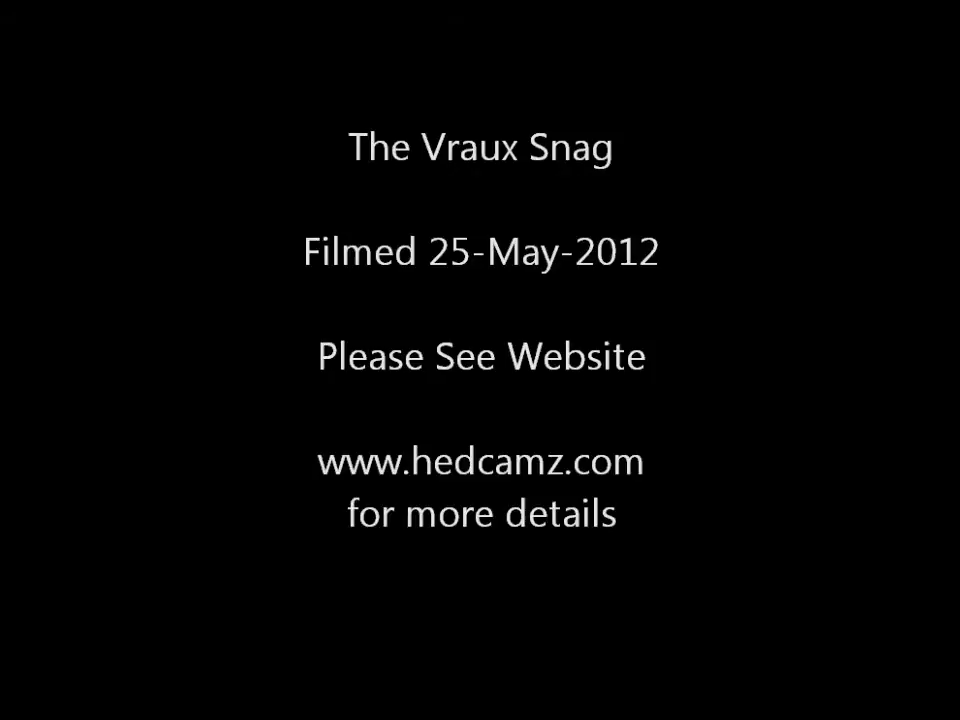 The Vraux Snag
Filmed 25-May-2012
Please See Website
www.hedcamz.com
for more details